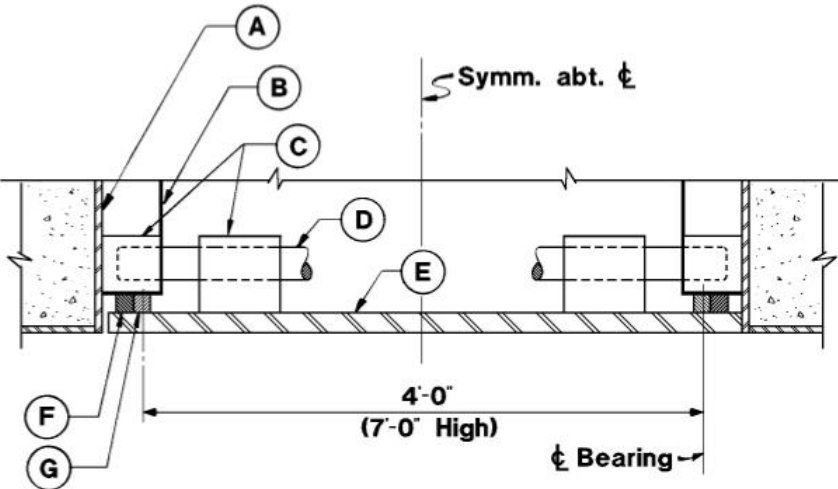 A
Symm. abt. ℄
B
C
D
E
4'-0"
(7'-0" High)
F
G
℄ Bearing